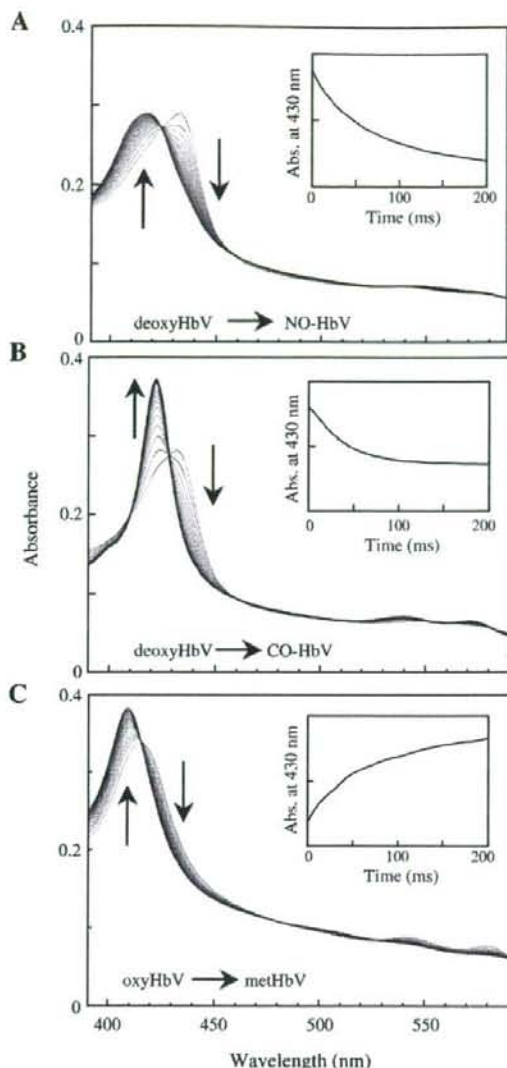 A
0.4
0.2
0
Abs. at 430 nm
0
100
200
Time (ms)
deoxyHbV → NO-HbV
B
0.4
0.2
0
Absorbance
Abs. at 430 nm
0
100
200
Time (ms)
deoxyHbV → CO-HbV
C
0.4
0.2
0
Abs. at 430 nm
0
100
200
Time (ms)
oxyHbV → metHbV
400
450
500
550
Wavelength (nm)